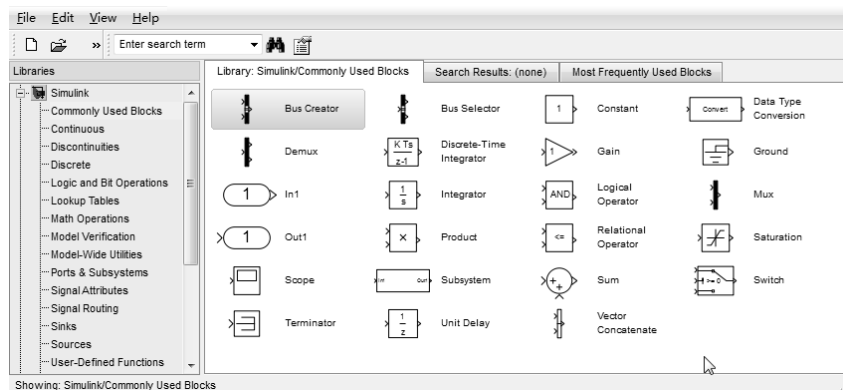 File Edit View Help
» Enter search term
Libraries
Library: Simulink/Commonly Used Blocks
Search Results: (none)
Most Frequently Used Blocks
Simulink
Commonly Used Blocks
Continuous
Discontinuities
Discrete
Logic and Bit Operations
Lookup Tables
Math Operations
Model Verification
Model-Wide Utilities
Ports & Subsystems
Signal Attributes
Signal Routing
Sinks
Sources
User-Defined Functions
Bus Creator
Bus Selector
1
Constant
Convert
Data Type
Conversion
Demux
K Ts
z-1
Discrete-Time
Integrator
1
Gain
Ground
1
In1
1
s
Integrator
AND
Logical
Operator
Mux
1
Out1
×
Product
<=
Relational
Operator
Saturation
Scope
In1
Out1
Subsystem
+
+
Sum
Switch
Terminator
1
z
Unit Delay
Vector
Concatenate
Showing: Simulink/Commonly Used Blocks